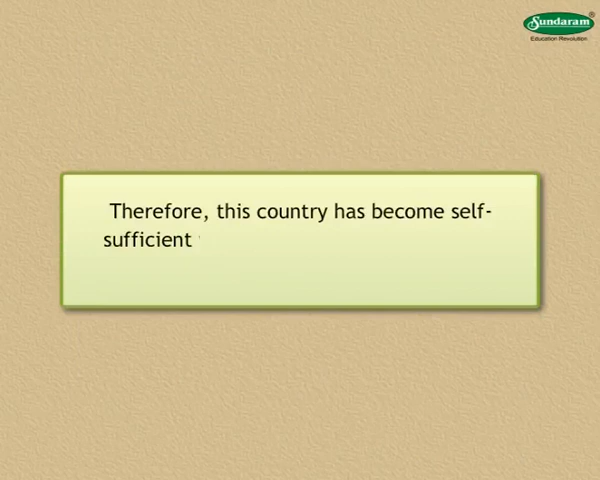 Sundaram®
Education Revolution
Therefore, this country has become self-
sufficient